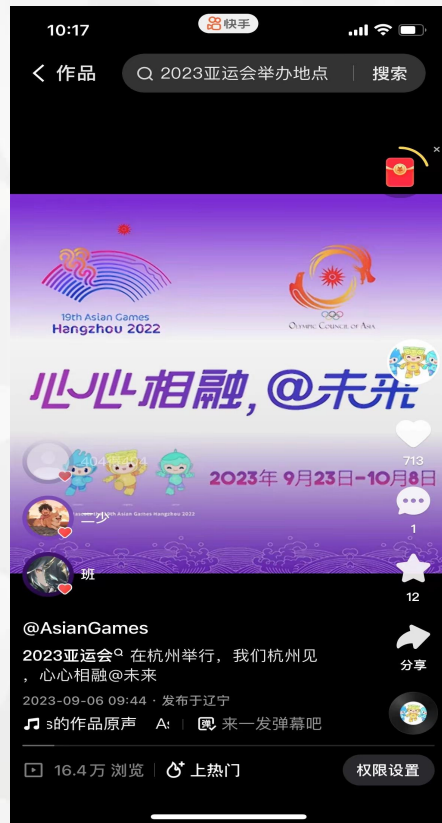 10:17
快手
作品
2023亚运会举办地点
搜索
×
19th Asian Games
Hangzhou 2022
Olympic Council of Asia
心心相融,@未来
713
2023年 9月23日-10月8日
二少
1
班
12
@AsianGames
2023亚运会 在杭州举行，我们杭州见
，心心相融@未来
分享
2023-09-06 09:44 · 发布于辽宁
s的作品原声
弹 来一发弹幕吧
16.4万 浏览
上热门
权限设置